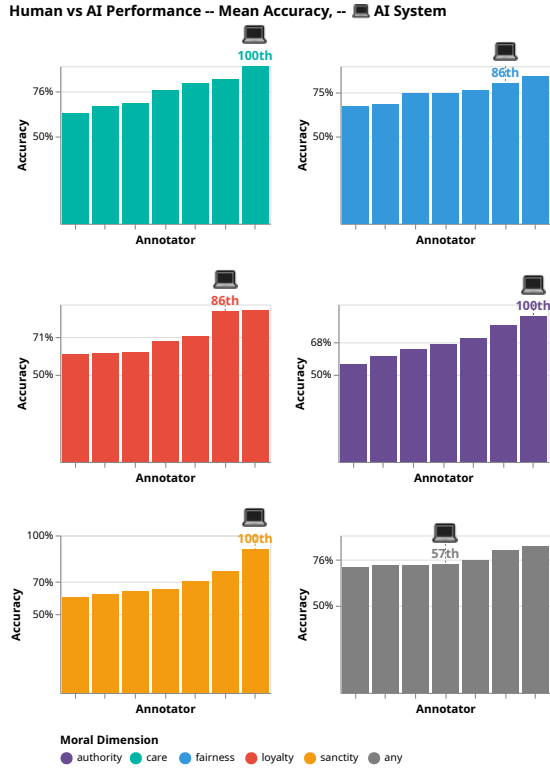 Human vs AI Performance -- Mean Accuracy, -- 💻 AI System
100th
76%
50%
Accuracy
Annotator
86th
75%
50%
Accuracy
Annotator
86th
71%
50%
Accuracy
Annotator
100th
68%
50%
Accuracy
Annotator
100th
100%
70%
50%
Accuracy
Annotator
57th
76%
50%
Accuracy
Annotator
Moral Dimension
authority care fairness loyalty sanctity any